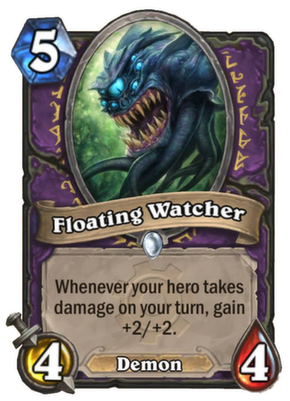 5
Floating Watcher
Whenever your hero takes
damage on your turn, gain
+2/+2.
4
Demon
4